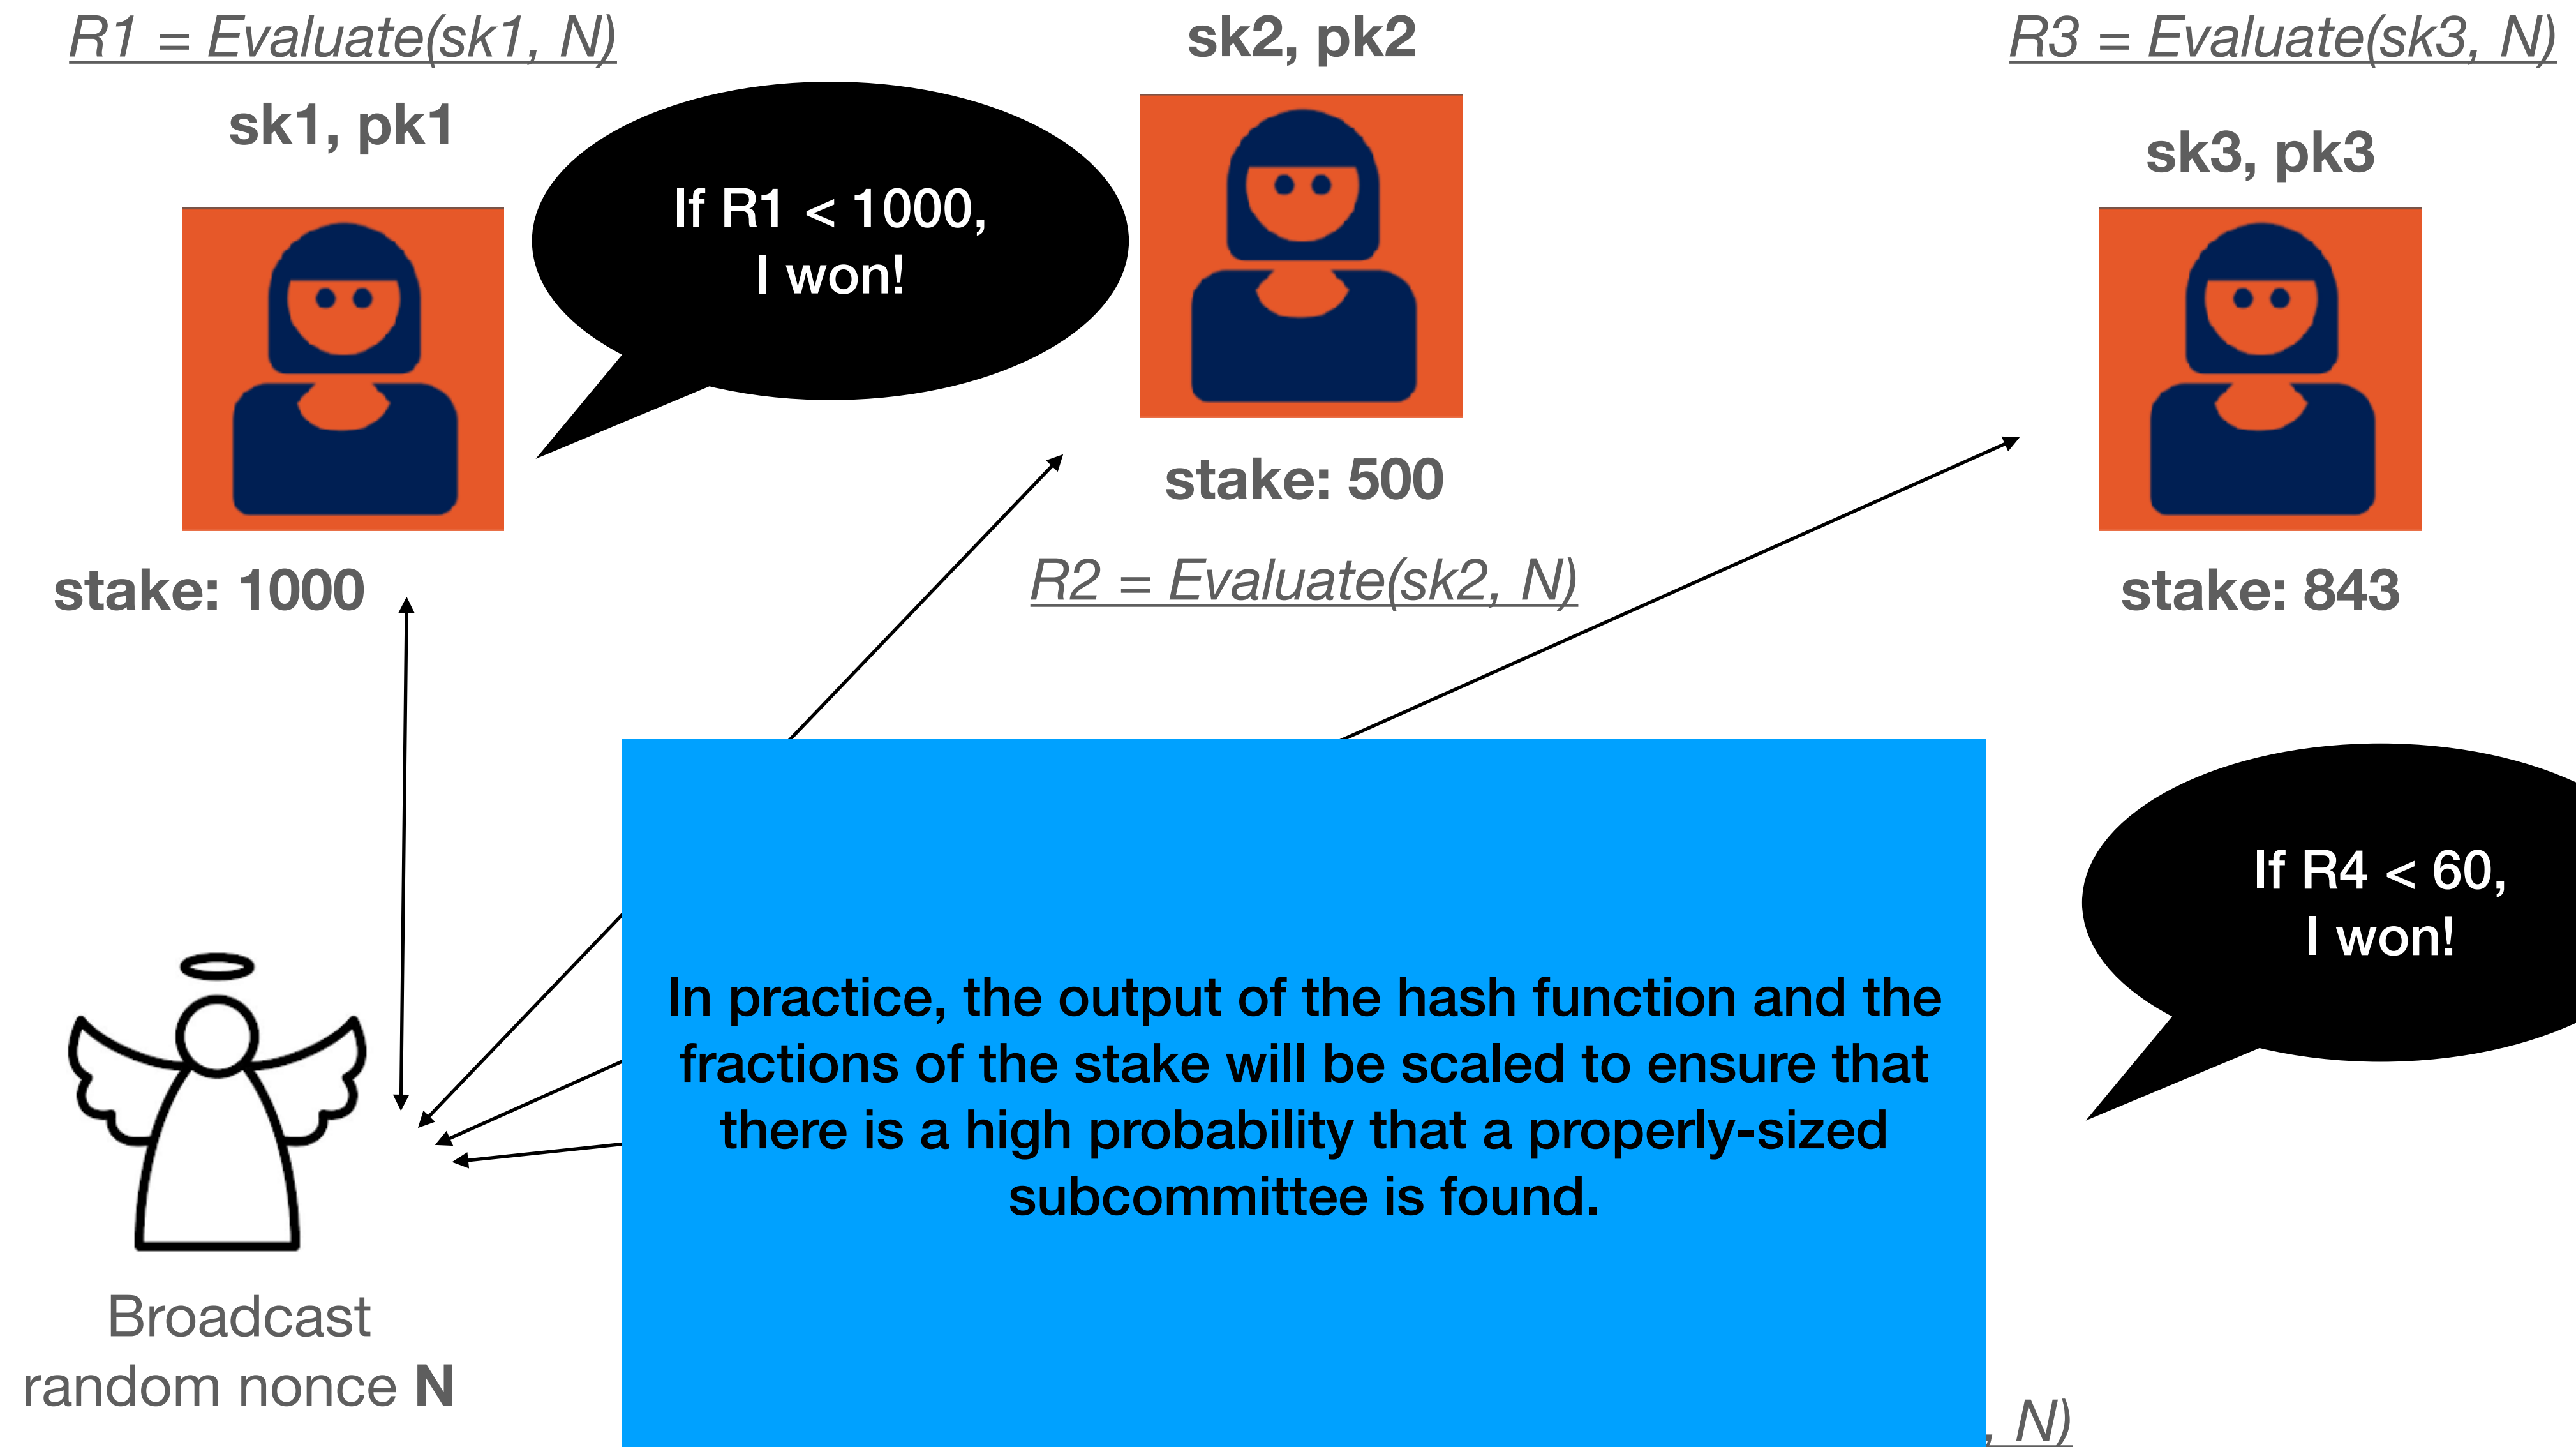 R1 = Evaluate(sk1, N)
sk1, pk1
If R1 < 1000,
I won!
stake: 1000
sk2, pk2
stake: 500
R2 = Evaluate(sk2, N)
R3 = Evaluate(sk3, N)
sk3, pk3
stake: 843
If R4 < 60,
I won!
In practice, the output of the hash function and the
fractions of the stake will be scaled to ensure that
there is a high probability that a properly-sized
subcommittee is found.
Broadcast
random nonce N
, N)